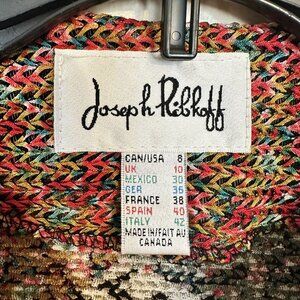 Joseph Ribkoff
CAN/USA 8
UK 10
MEXICO 30
GER 36
FRANCE 38
SPAIN 40
ITALY 42
MADE IN/FAIT AU
CANADA